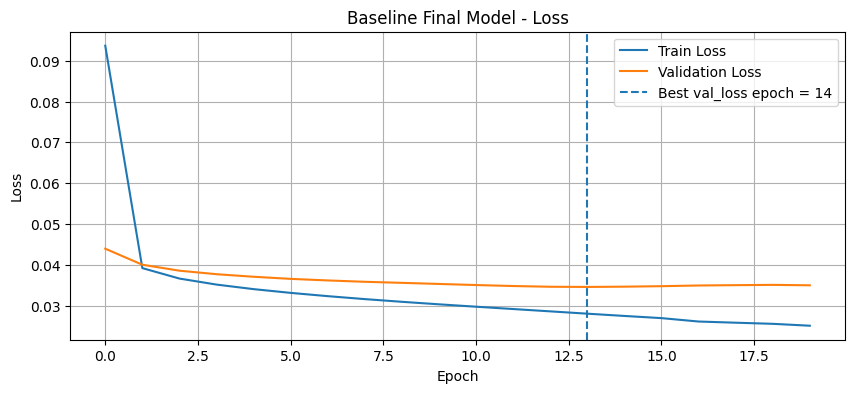 Baseline Final Model - Loss
Train Loss
Validation Loss
Best val_loss epoch = 14
0.09
0.08
0.07
0.06
0.05
0.04
0.03
Loss
0.0 2.5 5.0 7.5 10.0 12.5 15.0 17.5
Epoch